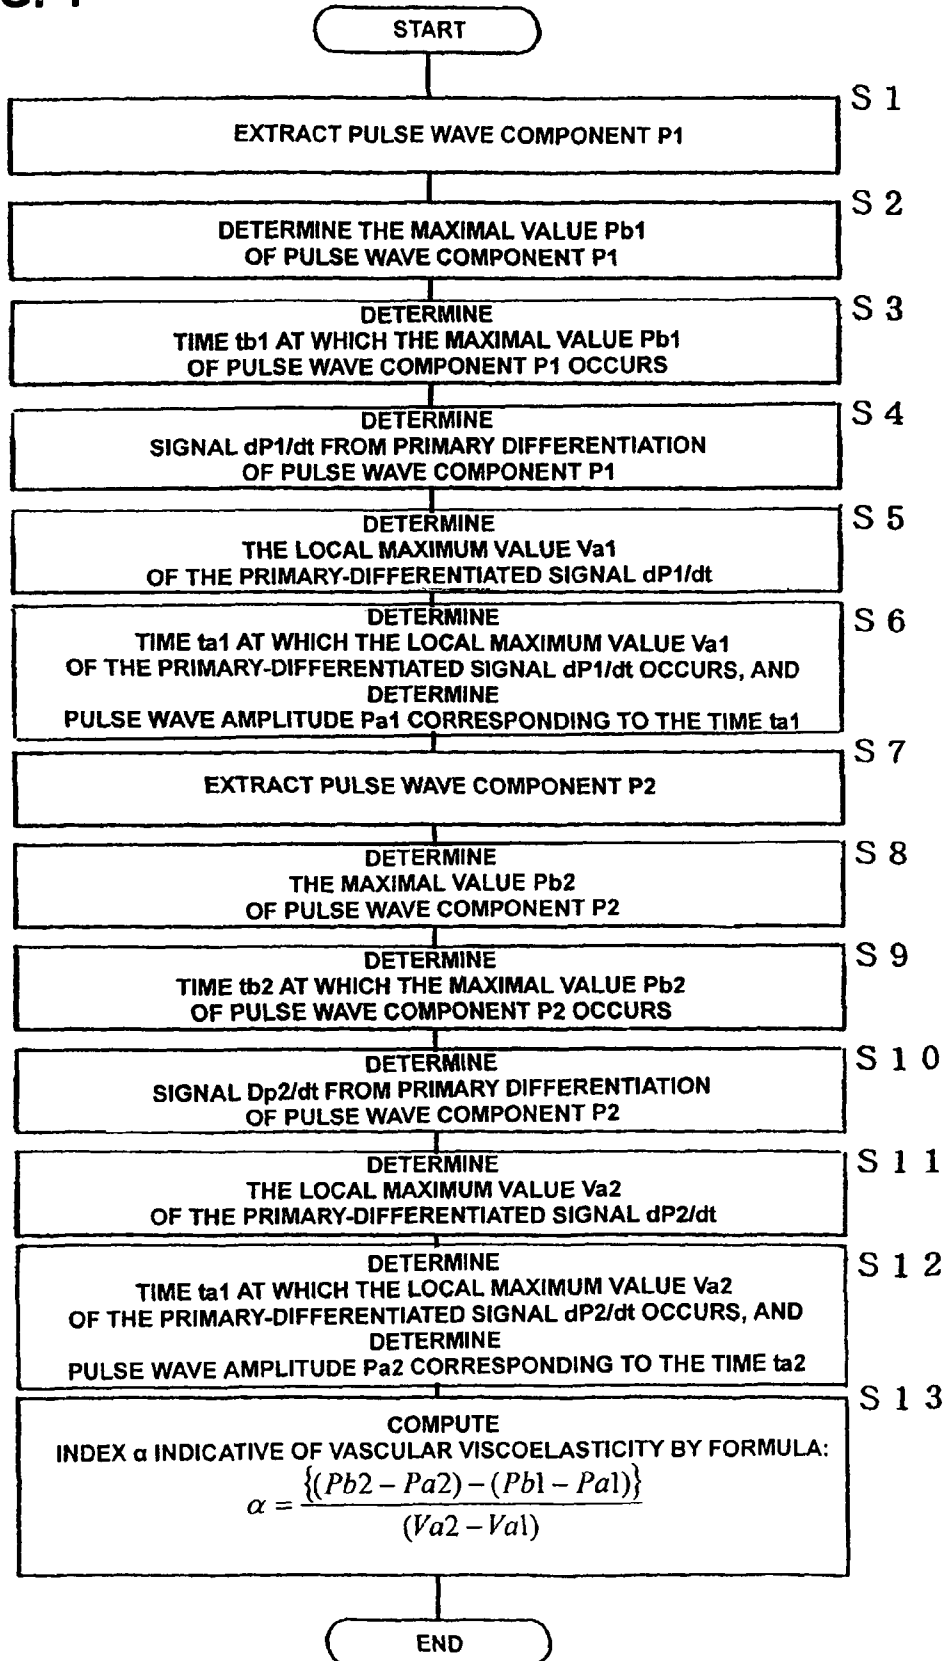 START
S 1
EXTRACT PULSE WAVE COMPONENT P1
S 2
DETERMINE THE MAXIMAL VALUE Pb1
OF PULSE WAVE COMPONENT P1
S 3
DETERMINE
TIME tb1 AT WHICH THE MAXIMAL VALUE Pb1
OF PULSE WAVE COMPONENT P1 OCCURS
S 4
DETERMINE
SIGNAL dP1/dt FROM PRIMARY DIFFERENTIATION
OF PULSE WAVE COMPONENT P1
S 5
DETERMINE
THE LOCAL MAXIMUM VALUE Va1
OF THE PRIMARY-DIFFERENTIATED SIGNAL dP1/dt
S 6
DETERMINE
TIME ta1 AT WHICH THE LOCAL MAXIMUM VALUE Va1
OF THE PRIMARY-DIFFERENTIATED SIGNAL dP1/dt OCCURS, AND
DETERMINE
PULSE WAVE AMPLITUDE Pa1 CORRESPONDING TO THE TIME ta1
S 7
EXTRACT PULSE WAVE COMPONENT P2
S 8
DETERMINE
THE MAXIMAL VALUE Pb2
OF PULSE WAVE COMPONENT P2
S 9
DETERMINE
TIME tb2 AT WHICH THE MAXIMAL VALUE Pb2
OF PULSE WAVE COMPONENT P2 OCCURS
S 1 0
DETERMINE
SIGNAL Dp2/dt FROM PRIMARY DIFFERENTIATION
OF PULSE WAVE COMPONENT P2
S 1 1
DETERMINE
THE LOCAL MAXIMUM VALUE Va2
OF THE PRIMARY-DIFFERENTIATED SIGNAL dP2/dt
S 1 2
DETERMINE
TIME ta1 AT WHICH THE LOCAL MAXIMUM VALUE Va2
OF THE PRIMARY-DIFFERENTIATED SIGNAL dP2/dt OCCURS, AND
DETERMINE
PULSE WAVE AMPLITUDE Pa2 CORRESPONDING TO THE TIME ta2
S 1 3
COMPUTE
INDEX α INDICATIVE OF VASCULAR VISCOELASTICITY BY FORMULA:
α = {(Pb2 − Pa2) − (Pb1 − Pa1)}
(Va2 − Va1)
END